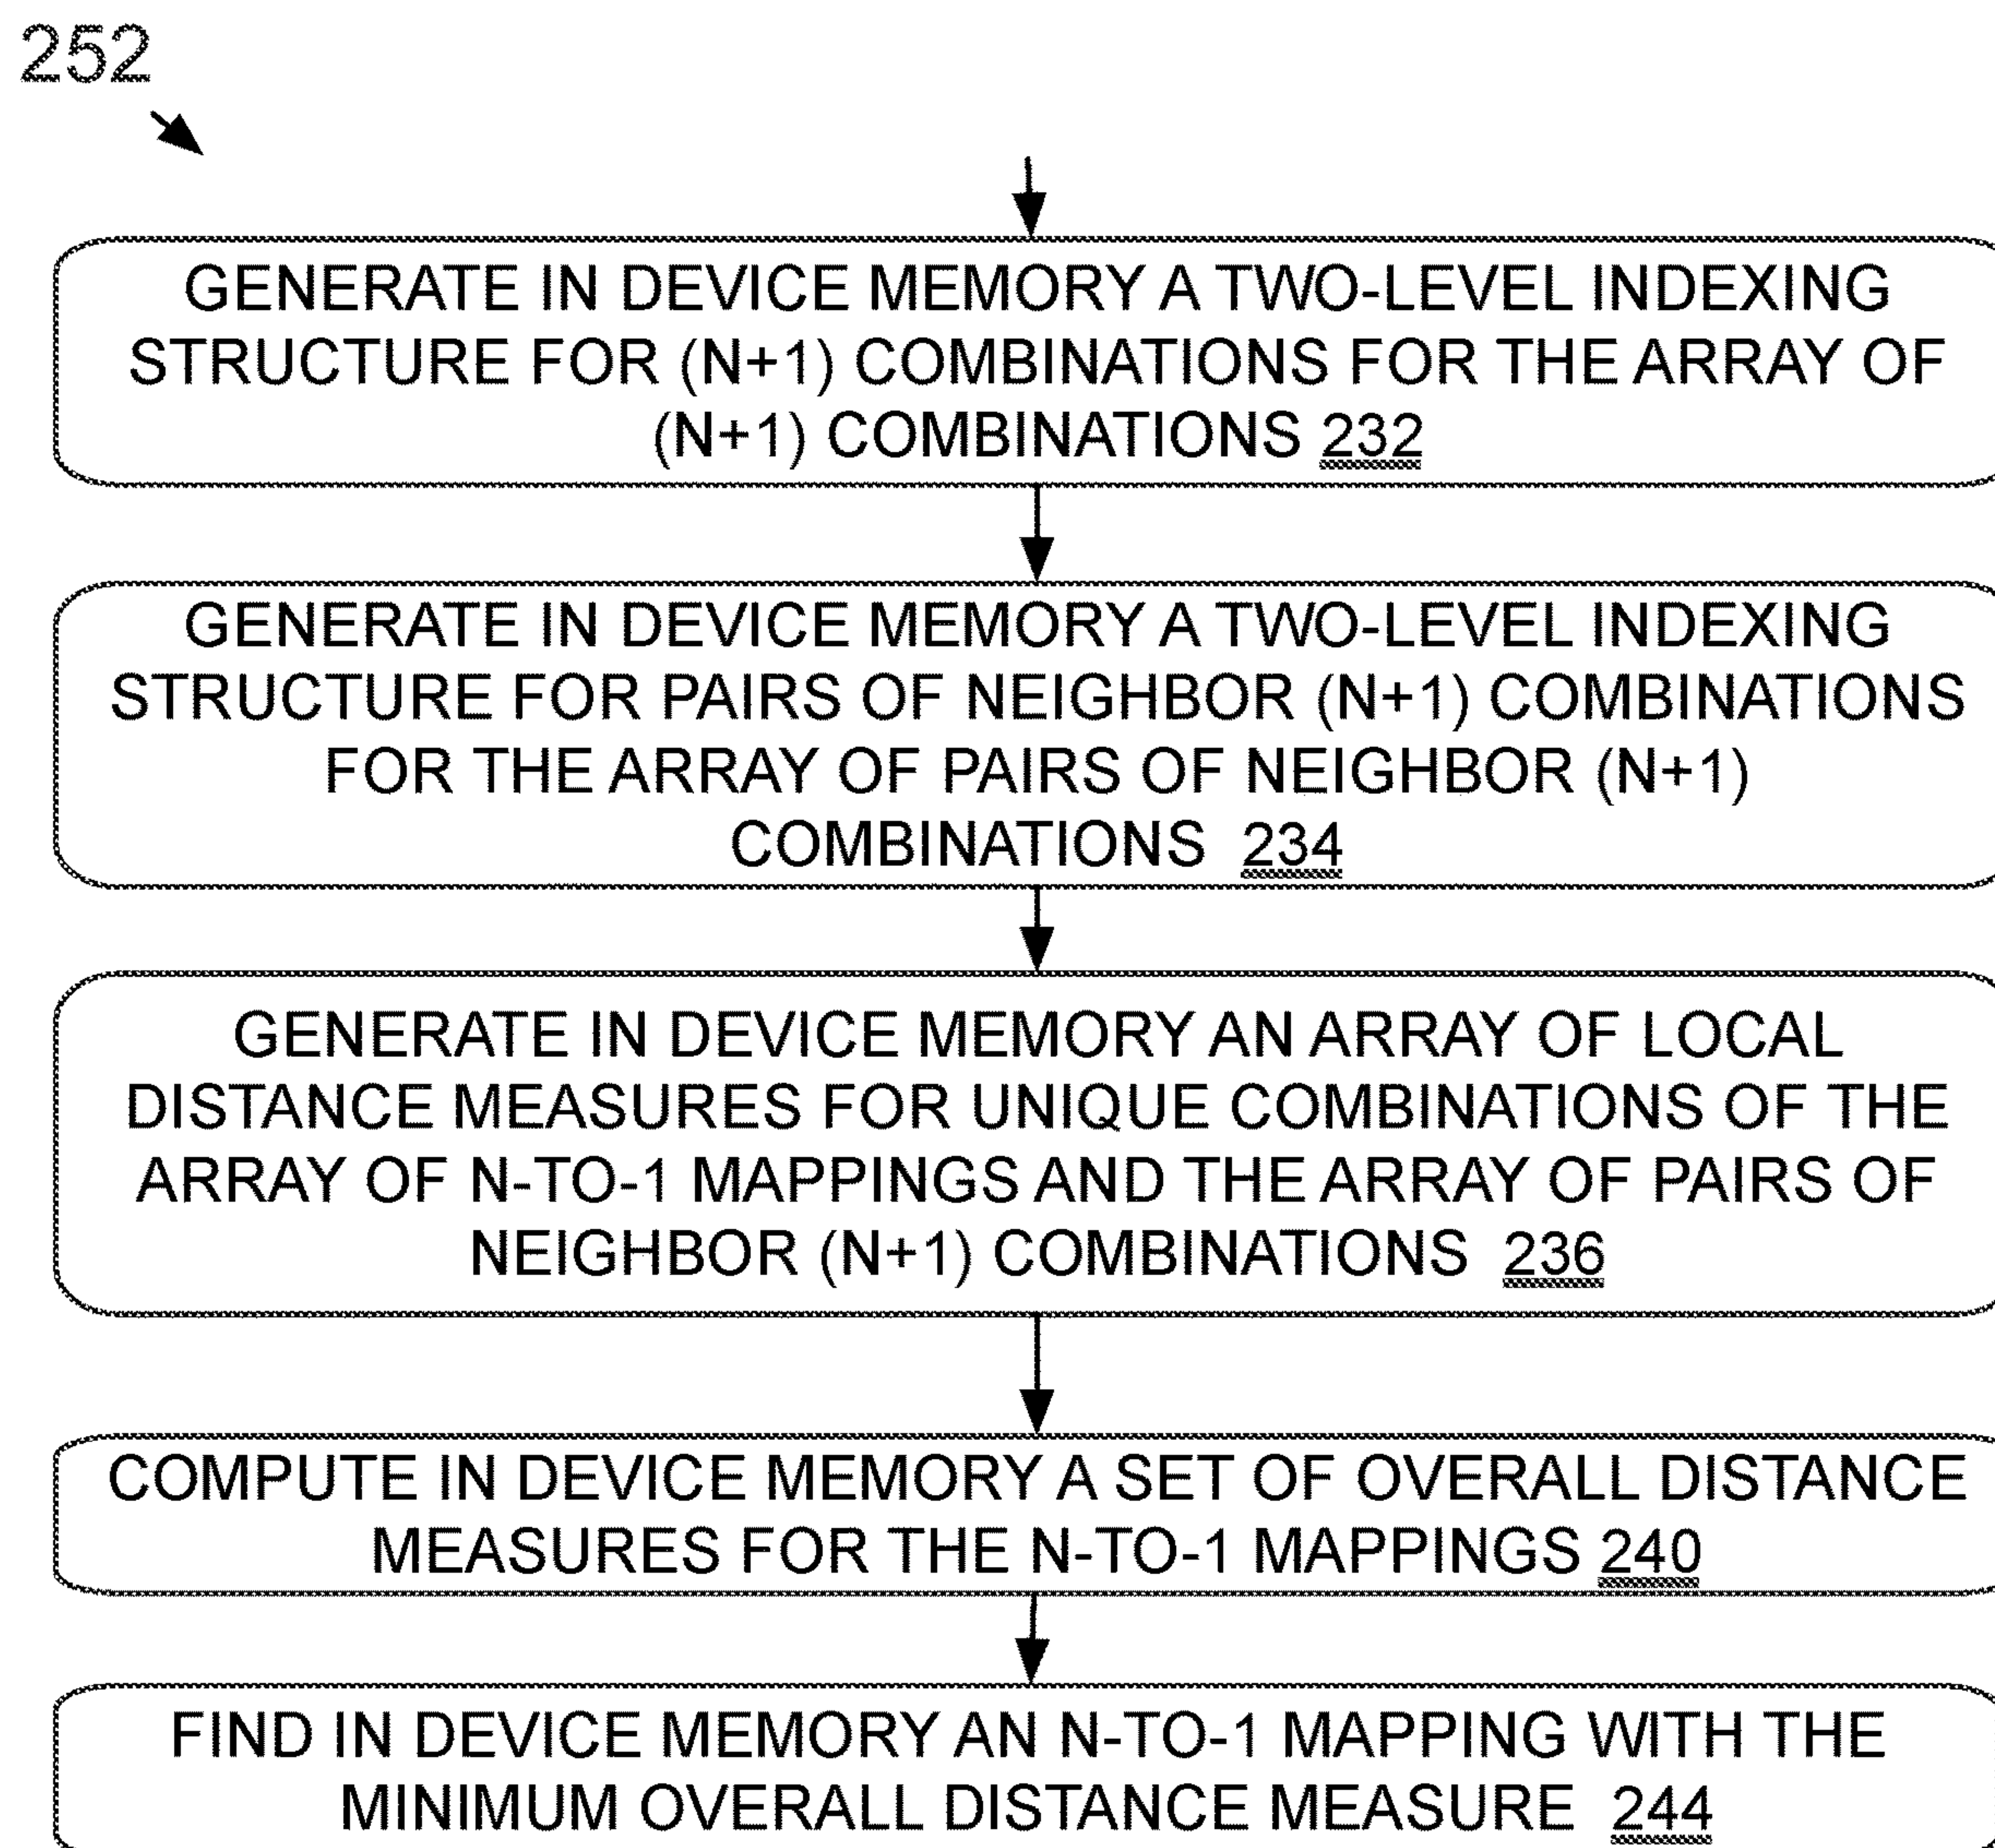 252
GENERATE IN DEVICE MEMORY A TWO-LEVEL INDEXING
STRUCTURE FOR (N+1) COMBINATIONS FOR THE ARRAY OF
(N+1) COMBINATIONS 232
GENERATE IN DEVICE MEMORY A TWO-LEVEL INDEXING
STRUCTURE FOR PAIRS OF NEIGHBOR (N+1) COMBINATIONS
FOR THE ARRAY OF PAIRS OF NEIGHBOR (N+1)
COMBINATIONS 234
GENERATE IN DEVICE MEMORY AN ARRAY OF LOCAL
DISTANCE MEASURES FOR UNIQUE COMBINATIONS OF THE
ARRAY OF N-TO-1 MAPPINGS AND THE ARRAY OF PAIRS OF
NEIGHBOR (N+1) COMBINATIONS 236
COMPUTE IN DEVICE MEMORY A SET OF OVERALL DISTANCE
MEASURES FOR THE N-TO-1 MAPPINGS 240
FIND IN DEVICE MEMORY AN N-TO-1 MAPPING WITH THE
MINIMUM OVERALL DISTANCE MEASURE 244